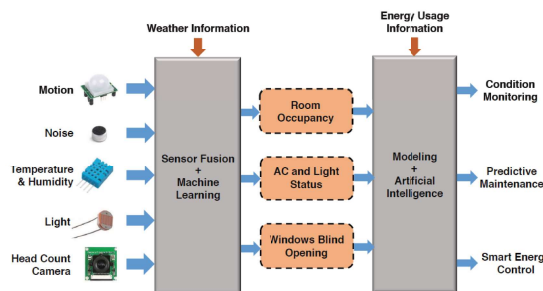 Weather Information
Energy Usage
Information
Motion
Noise
Temperature
& Humidity
Light
Head Count
Camera
Sensor Fusion
+
Machine
Learning
Room
Occupancy
AC and Light
Status
Windows Blind
Opening
Modeling
+
Artificial
Intelligence
Condition
Monitoring
Predictive
Maintenance
Smart Energy
Control